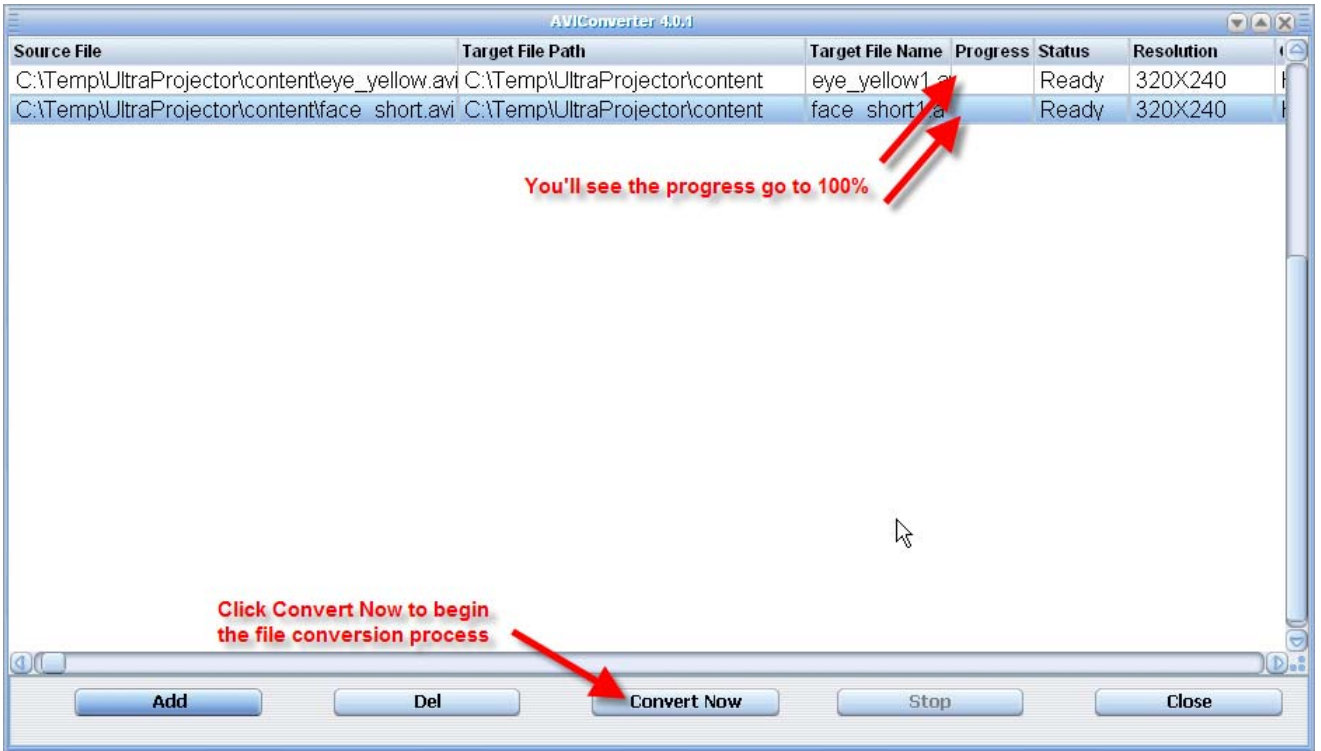 AVIConverter 4.0.1
Source File Target File Path Target File Name Progress Status Resolution
C:\Temp\UltraProjector\content\eye_yellow.avi C:\Temp\UltraProjector\content eye_yellow1.a Ready 320X240
C:\Temp\UltraProjector\content\face_short.avi C:\Temp\UltraProjector\content face_short1.a Ready 320X240
You'll see the progress go to 100%
Click Convert Now to begin
the file conversion process
Add Del Convert Now Stop Close